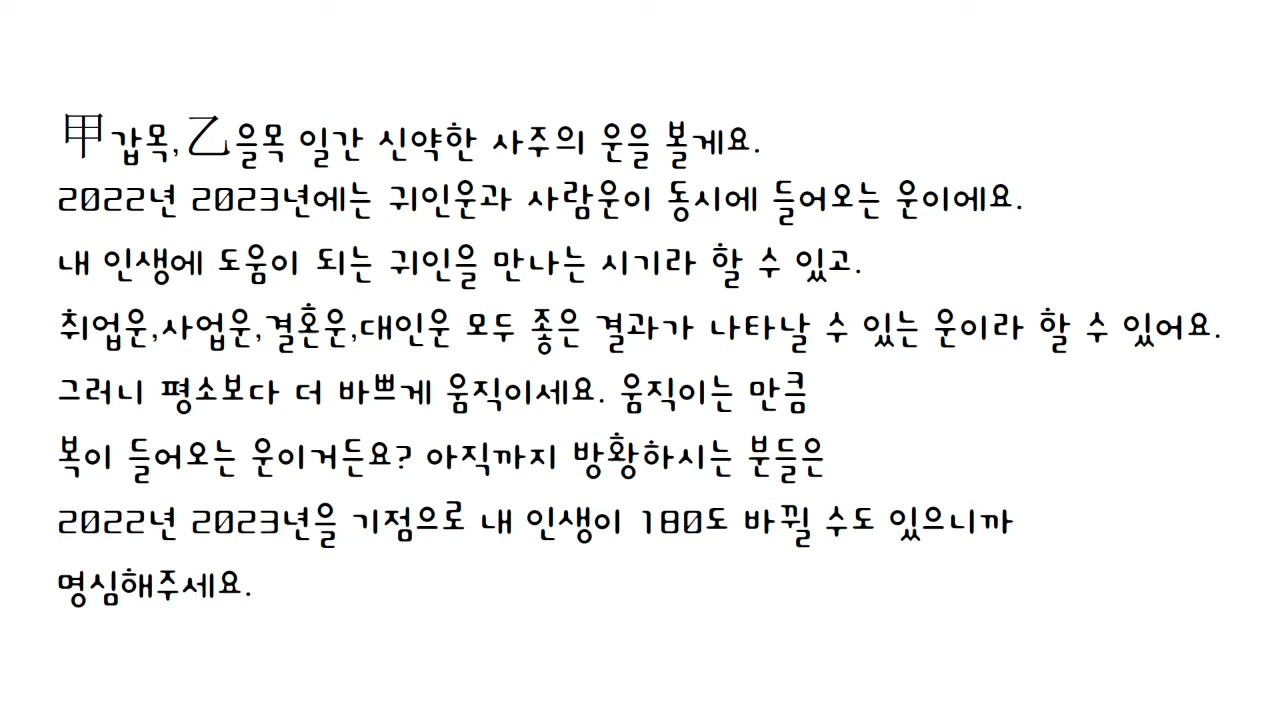 甲갑목,乙을목 일간 신약한 사주의 운을 볼게요.
2022년 2023년에는 귀인운과 사람운이 동시에 들어오는 운이에요.
내 인생에 도움이 되는 귀인을 만나는 시기라 할 수 있고.
취업운,사업운,결혼운,대인운 모두 좋은 결과가 나타날 수 있는 운이라 할 수 있어요.
그러니 평소보다 더 바쁘게 움직이세요. 움직이는 만큼
복이 들어오는 운이거든요? 아직까지 방황하시는 분들은
2022년 2023년을 기점으로 내 인생이 180도 바뀔 수도 있으니까
명심해주세요.